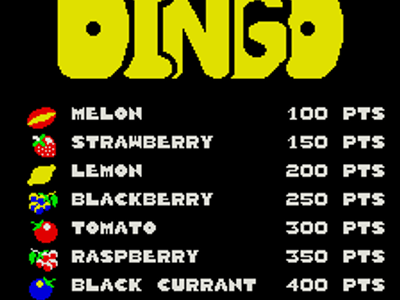 DINGO
MELON 100 PTS
STRAWBERRY 150 PTS
LEMON 200 PTS
BLACKBERRY 250 PTS
TOMATO 300 PTS
RASPBERRY 350 PTS
BLACK CURRANT 400 PTS